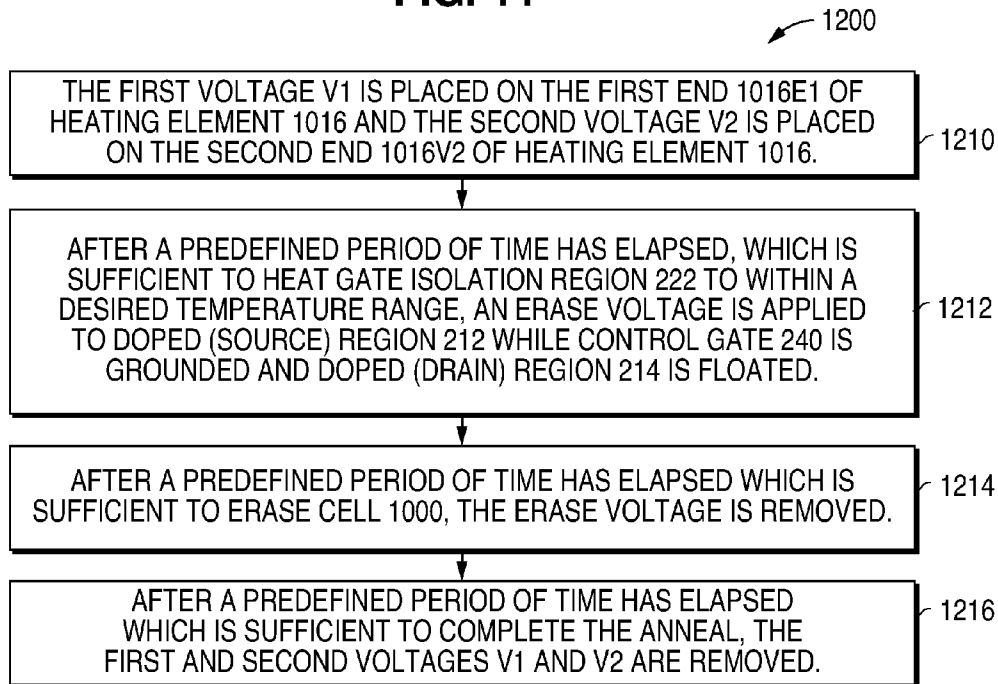 1200
THE FIRST VOLTAGE V1 IS PLACED ON THE FIRST END 1016E1 OF
HEATING ELEMENT 1016 AND THE SECOND VOLTAGE V2 IS PLACED
ON THE SECOND END 1016V2 OF HEATING ELEMENT 1016.
1210
AFTER A PREDEFINED PERIOD OF TIME HAS ELAPSED, WHICH IS
SUFFICIENT TO HEAT GATE ISOLATION REGION 222 TO WITHIN A
DESIRED TEMPERATURE RANGE, AN ERASE VOLTAGE IS APPLIED
TO DOPED (SOURCE) REGION 212 WHILE CONTROL GATE 240 IS
GROUNDED AND DOPED (DRAIN) REGION 214 IS FLOATED.
1212
AFTER A PREDEFINED PERIOD OF TIME HAS ELAPSED WHICH IS
SUFFICIENT TO ERASE CELL 1000, THE ERASE VOLTAGE IS REMOVED.
1214
AFTER A PREDEFINED PERIOD OF TIME HAS ELAPSED
WHICH IS SUFFICIENT TO COMPLETE THE ANNEAL, THE
FIRST AND SECOND VOLTAGES V1 AND V2 ARE REMOVED.
1216